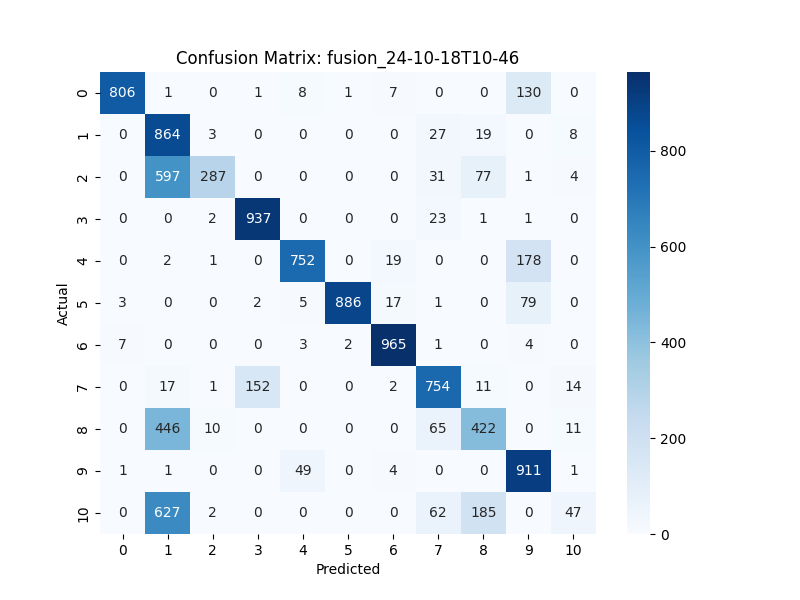 Confusion Matrix: fusion_24-10-18T10-46
0 806 1 0 1 8 1 7 0 0 130 0
1 0 864 3 0 0 0 0 27 19 0 8
2 0 597 287 0 0 0 0 31 77 1 4
3 0 0 2 937 0 0 0 23 1 1 0
4 0 2 1 0 752 0 19 0 0 178 0
5 3 0 0 2 5 886 17 1 0 79 0
6 7 0 0 0 3 2 965 1 0 4 0
7 0 17 1 152 0 0 2 754 11 0 14
8 0 446 10 0 0 0 0 65 422 0 11
9 1 1 0 0 49 0 4 0 0 911 1
10 0 627 2 0 0 0 0 62 185 0 47
0 1 2 3 4 5 6 7 8 9 10
Predicted
Actual
800
600
400
200
0